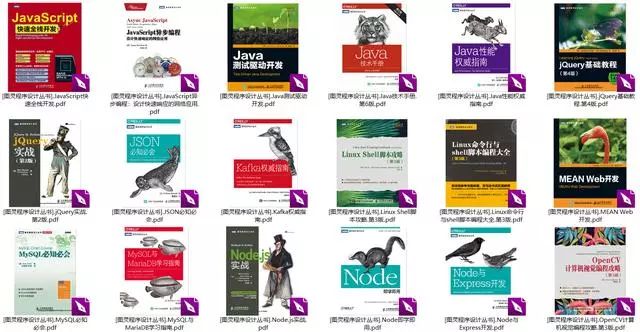 JavaScript
快速全栈开发
Async JavaScript
JavaScript异步编程
设计快速响应的网络应用
Java
测试驱动开发
Java
技术手册
Java性能
权威指南
jQuery基础教程
[图灵程序设计丛书].JavaScript快
速全栈开发.pdf
[图灵程序设计丛书].JavaScript异
步编程：设计快速响应的网络应用.
pdf
[图灵程序设计丛书].Java测试驱动开
发.pdf
[图灵程序设计丛书].Java技术手册.
第6版.pdf
[图灵程序设计丛书].Java性能权威
指南.pdf
[图灵程序设计丛书].jQuery基础教
程.第4版.pdf
jQuery
实战
JSON
必知必会
Kafka权威指南
Linux Shell脚本攻略
Linux命令行与
shell脚本编程大全
MEAN Web开发
[图灵程序设计丛书].jQuery实战.
第2版.pdf
[图灵程序设计丛书].JSON必知必
会.pdf
[图灵程序设计丛书].Kafka权威指
南.pdf
[图灵程序设计丛书].Linux Shell脚
本攻略.第3版.pdf
[图灵程序设计丛书].Linux命令行
与shell脚本编程大全.第3版.pdf
[图灵程序设计丛书].MEAN Web
开发.pdf
MySQL必知必会
MySQL与
MariaDB学习指南
Node.js
实战
Node
即学即用
Node与
Express开发
OpenCV
计算机视觉编程攻略
[图灵程序设计丛书].MySQL必知
必会.pdf
[图灵程序设计丛书].MySQL与
MariaDB学习指南.pdf
[图灵程序设计丛书].Node.js实战.
pdf
[图灵程序设计丛书].Node即学即
用.pdf
[图灵程序设计丛书].Node与
Express开发.pdf
[图灵程序设计丛书].OpenCV计算
机视觉编程攻略.第3版.pdf